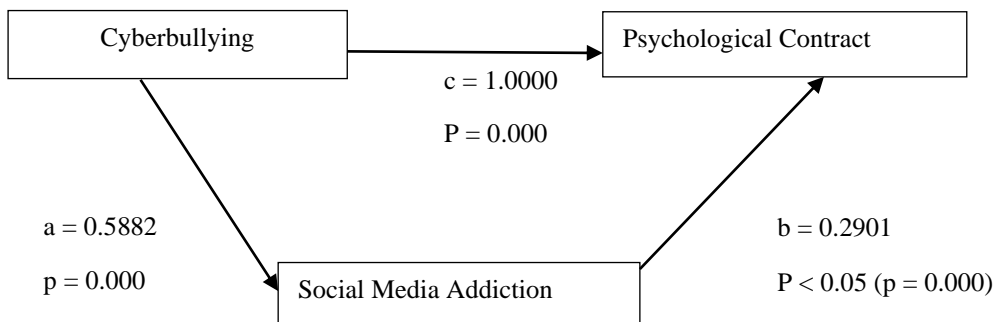 Cyberbullying
Psychological Contract
c = 1.0000
P = 0.000
a = 0.5882
p = 0.000
b = 0.2901
P < 0.05 (p = 0.000)
Social Media Addiction